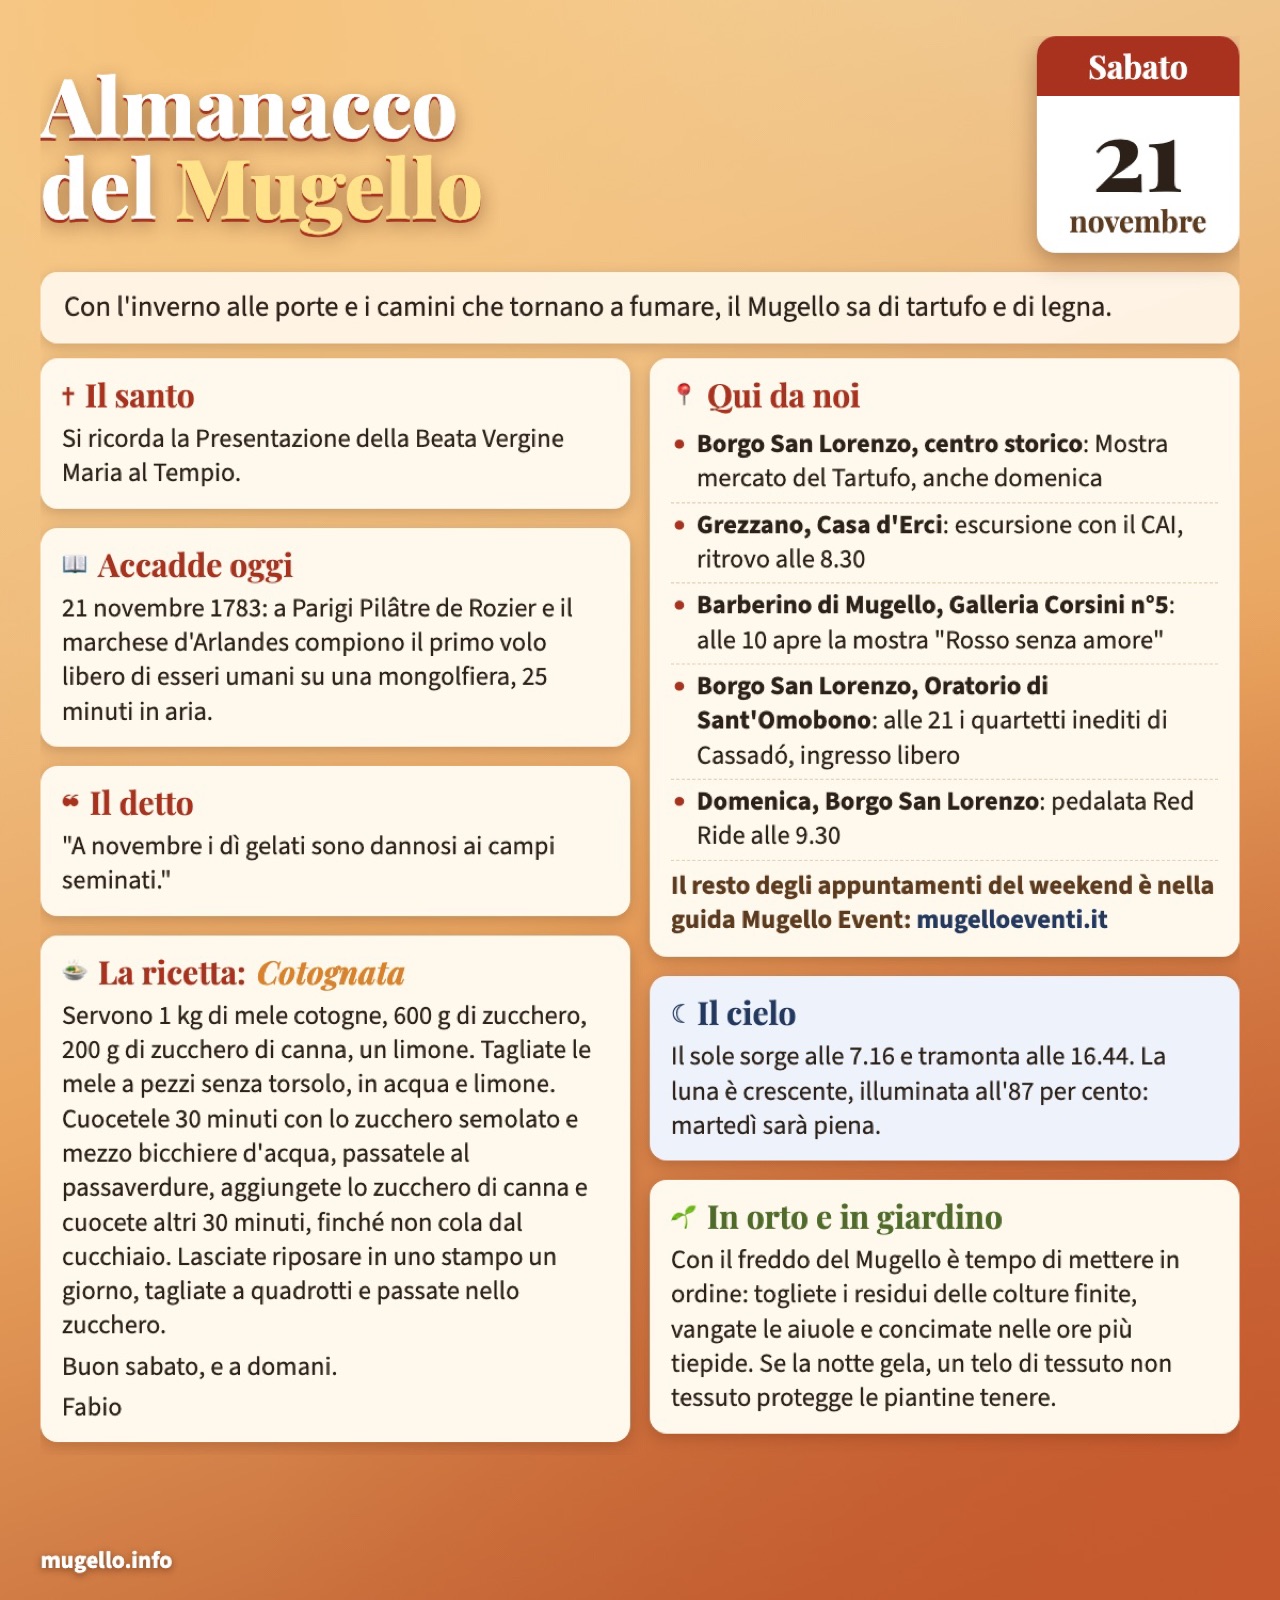 Almanacco
del Mugello
Sabato
21
novembre
Con l'inverno alle porte e i camini che tornano a fumare, il Mugello sa di tartufo e di legna.
✝ Il santo
Si ricorda la Presentazione della Beata Vergine
Maria al Tempio.
📖 Accadde oggi
21 novembre 1783: a Parigi Pilâtre de Rozier e il
marchese d'Arlandes compiono il primo volo
libero di esseri umani su una mongolfiera, 25
minuti in aria.
❝ Il detto
"A novembre i dì gelati sono dannosi ai campi
seminati."
🍲 La ricetta: Cotognata
Servono 1 kg di mele cotogne, 600 g di zucchero,
200 g di zucchero di canna, un limone. Tagliate le
mele a pezzi senza torsolo, in acqua e limone.
Cuocetele 30 minuti con lo zucchero semolato e
mezzo bicchiere d'acqua, passatele al
passaverdure, aggiungete lo zucchero di canna e
cuocete altri 30 minuti, finché non cola dal
cucchiaio. Lasciate riposare in uno stampo un
giorno, tagliate a quadrotti e passate nello
zucchero.
Buon sabato, e a domani.
Fabio
📍 Qui da noi
• Borgo San Lorenzo, centro storico: Mostra
mercato del Tartufo, anche domenica
• Grezzano, Casa d'Erci: escursione con il CAI,
ritrovo alle 8.30
• Barberino di Mugello, Galleria Corsini n°5:
alle 10 apre la mostra "Rosso senza amore"
• Borgo San Lorenzo, Oratorio di
Sant'Omobono: alle 21 i quartetti inediti di
Cassadó, ingresso libero
• Domenica, Borgo San Lorenzo: pedalata Red
Ride alle 9.30
Il resto degli appuntamenti del weekend è nella
guida Mugello Event: mugelloeventi.it
☾ Il cielo
Il sole sorge alle 7.16 e tramonta alle 16.44. La
luna è crescente, illuminata all'87 per cento:
martedì sarà piena.
🌱 In orto e in giardino
Con il freddo del Mugello è tempo di mettere in
ordine: togliete i residui delle colture finite,
vangate le aiuole e concimate nelle ore più
tiepide. Se la notte gela, un telo di tessuto non
tessuto protegge le piantine tenere.
mugello.info